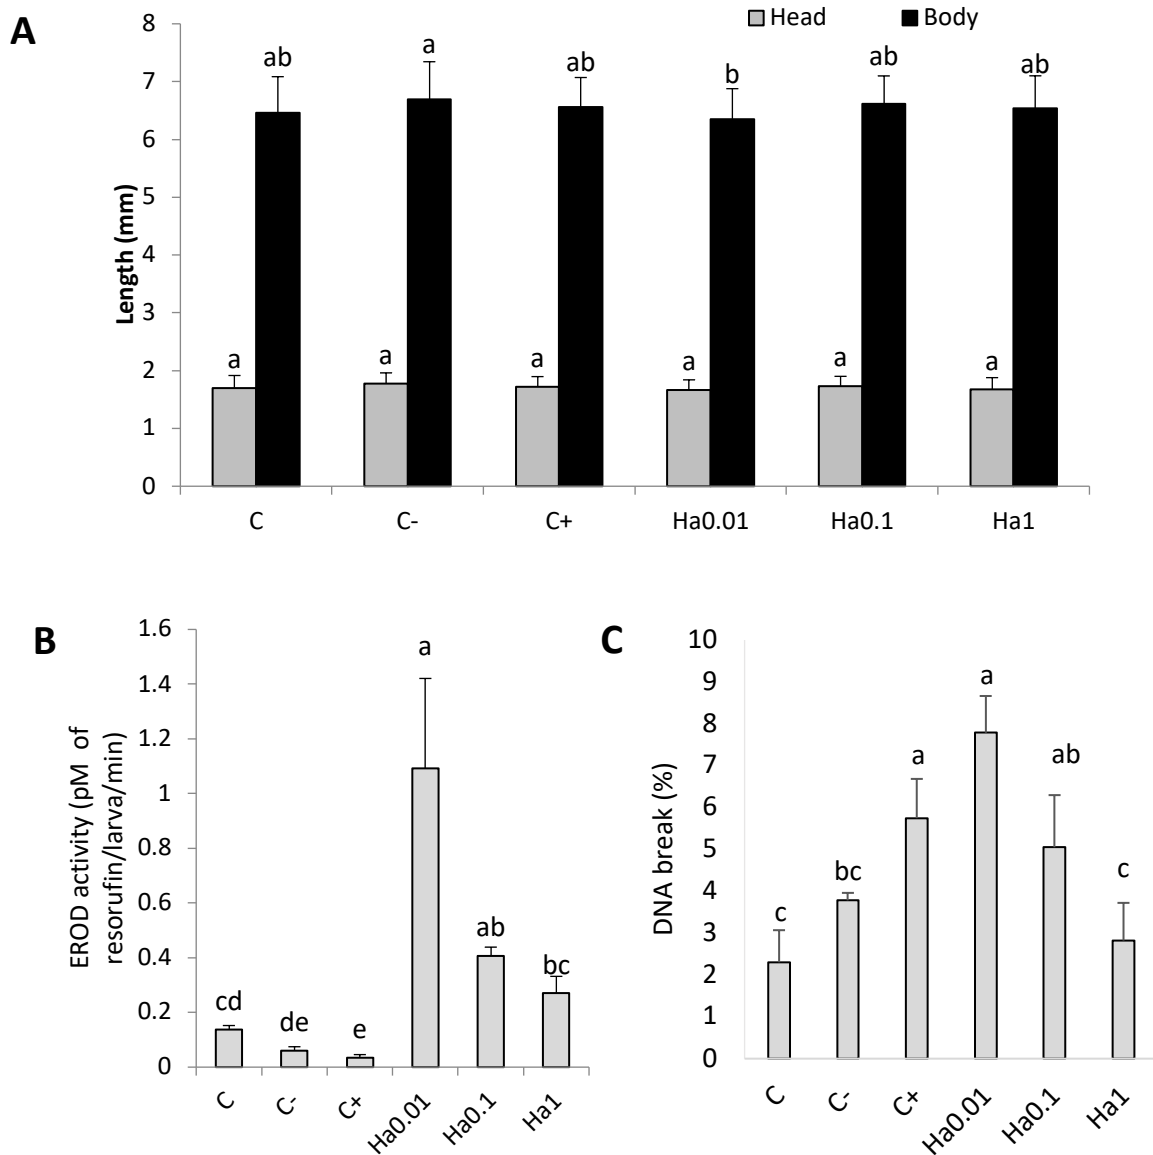 A
Head
Body
Length (mm)
8
7
6
5
4
3
2
1
0
a
ab
a
a
a
ab
a
b
a
ab
a
ab
C
C-
C+
Ha0.01
Ha0.1
Ha1
B
EROD activity (pM of
resorufin/larva/min)
1.6
1.4
1.2
1
0.8
0.6
0.4
0.2
0
cd
de
e
a
ab
bc
C
C-
C+
Ha0.01
Ha0.1
Ha1
C
DNA break (%)
10
9
8
7
6
5
4
3
2
1
0
c
bc
a
a
ab
c
C
C-
C+
Ha0.01
Ha0.1
Ha1